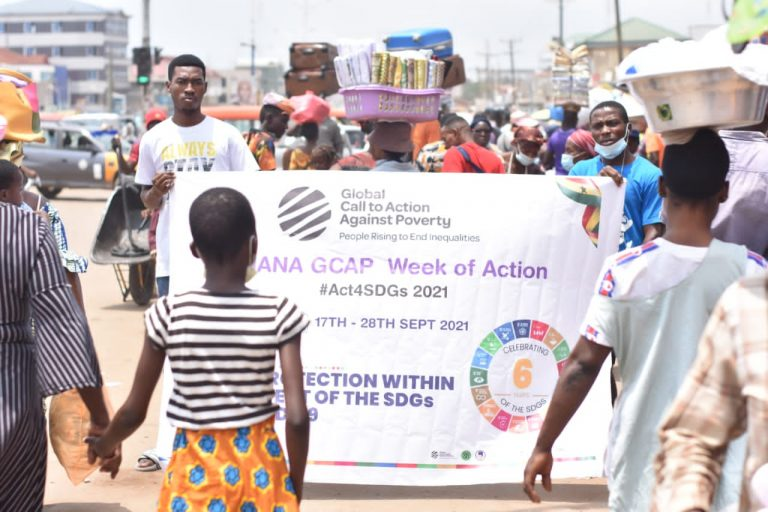 ALWAYS
Global
Call to Action
Against Poverty
People Rising to End Inequalities
ANA GCAP Week of Action
#Act4SDGs 2021
17TH - 28TH SEPT 2021
CELEBRATING
6
YEARS
OF THE SDGs
TECTION WITHIN
T OF THE SDGs
9